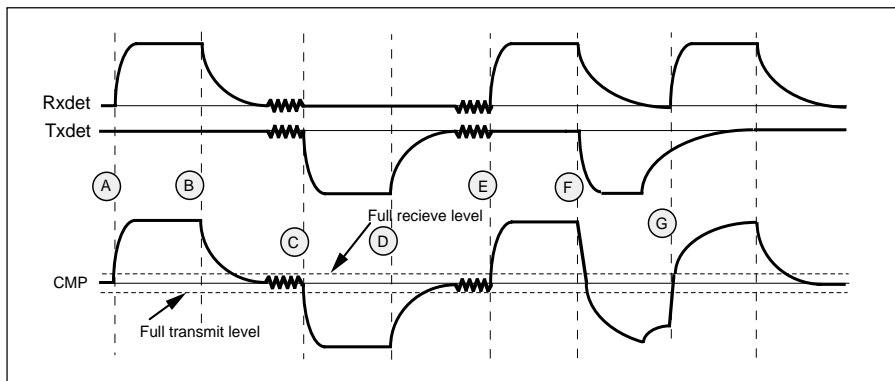 Rxdet
Txdet
A
B
E
F
Full recieve level
G
C
D
CMP
Full transmit level